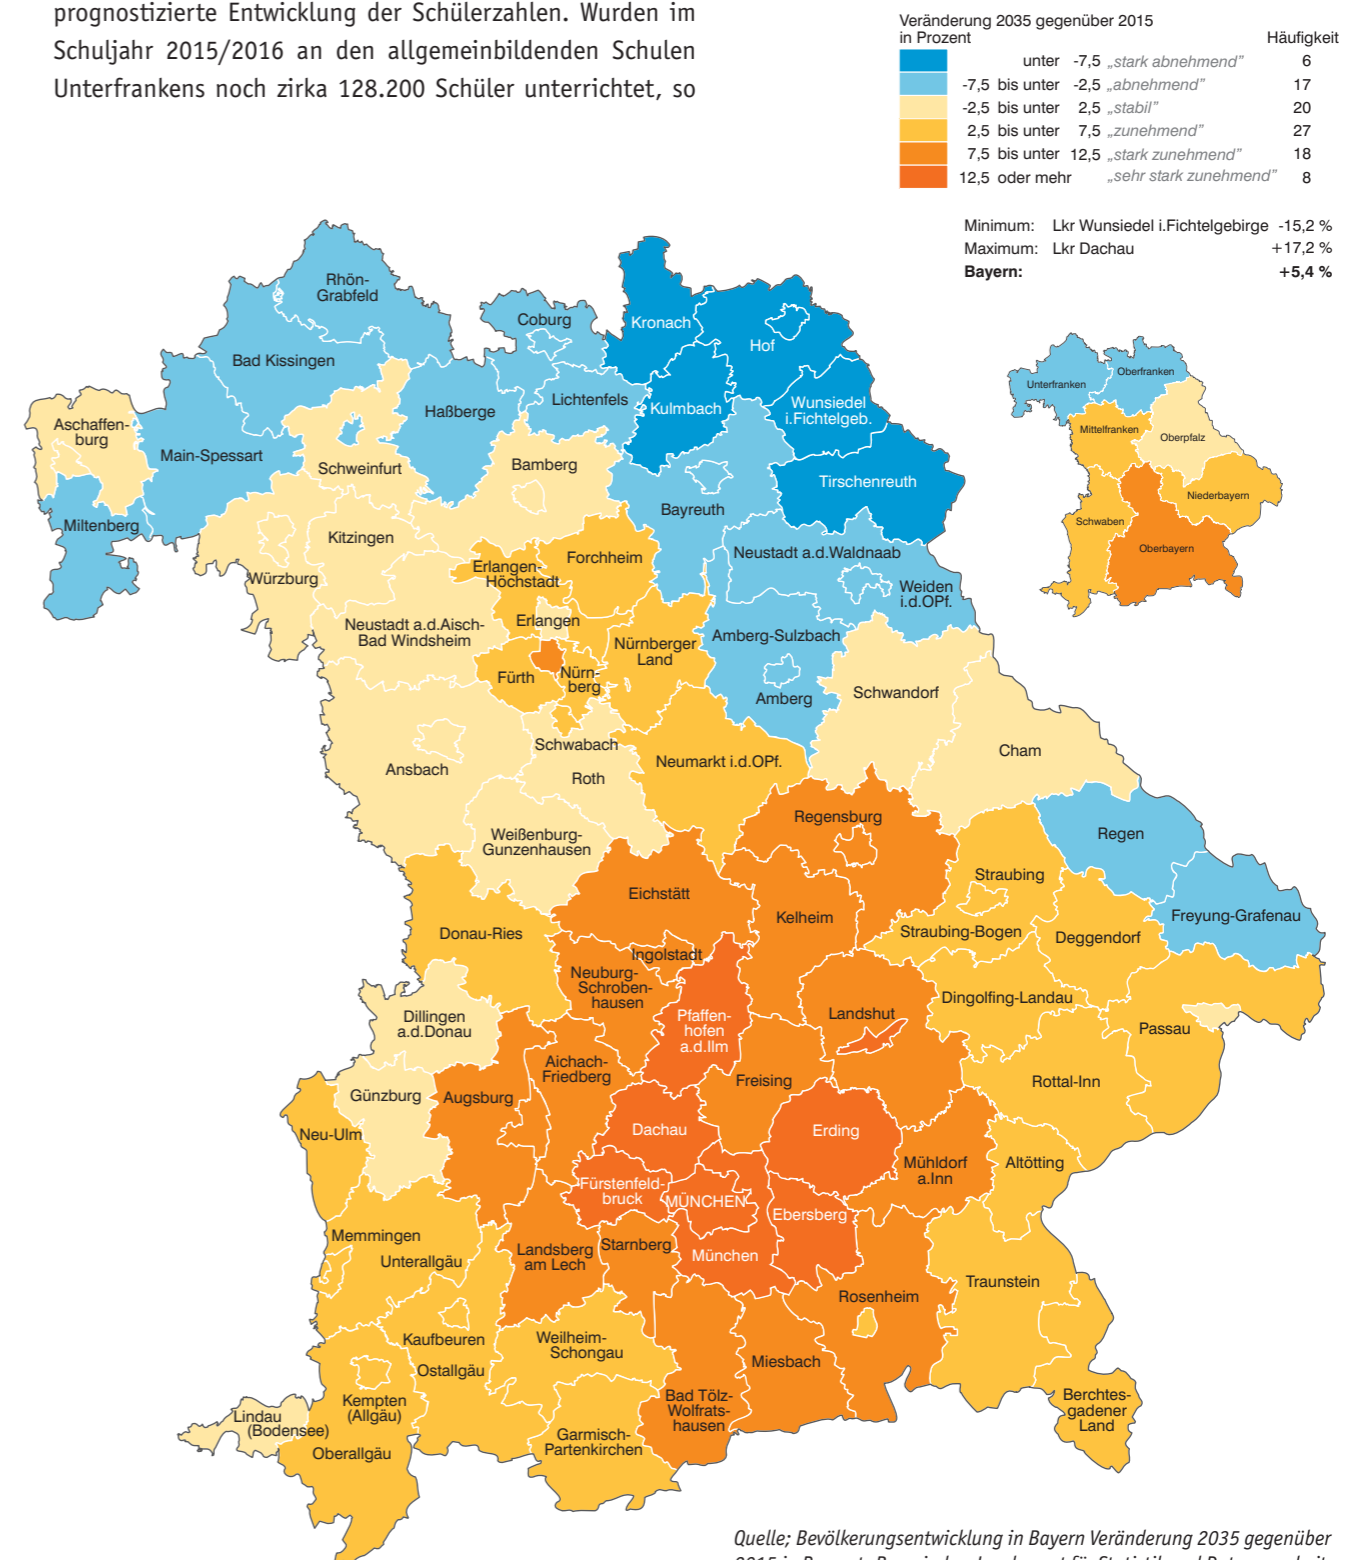 prognostizierte Entwicklung der Schülerzahlen. Wurden im
Schuljahr 2015/2016 an den allgemeinbildenden Schulen
Unterfrankens noch zirka 128.200 Schüler unterrichtet, so
Veränderung 2035 gegenüber 2015
in Prozent Häufigkeit
unter -7,5 „stark abnehmend” 6
-7,5 bis unter -2,5 „abnehmend” 17
-2,5 bis unter 2,5 „stabil” 20
2,5 bis unter 7,5 „zunehmend” 27
7,5 bis unter 12,5 „stark zunehmend” 18
12,5 oder mehr „sehr stark zunehmend” 8
Minimum: Lkr Wunsiedel i.Fichtelgebirge -15,2 %
Maximum: Lkr Dachau +17,2 %
Bayern: +5,4 %
Rhön-
Grabfeld
Coburg
Kronach
Hof
Bad Kissingen
Haßberge
Lichtenfels
Kulmbach
Wunsiedel
i.Fichtelgeb.
Aschaffen-
burg
Main-Spessart
Schweinfurt
Bamberg
Tirschenreuth
Miltenberg
Kitzingen
Bayreuth
Würzburg
Erlangen-
Höchstadt
Forchheim
Neustadt a.d.Waldnaab
Weiden
i.d.OPf.
Neustadt a.d.Aisch-
Bad Windsheim
Erlangen
Nürnberger
Land
Amberg-Sulzbach
Fürth
Nürn-
berg
Amberg
Schwandorf
Schwabach
Ansbach
Roth
Neumarkt i.d.OPf.
Cham
Weißenburg-
Gunzenhausen
Regensburg
Regen
Eichstätt
Kelheim
Straubing
Freyung-Grafenau
Donau-Ries
Straubing-Bogen
Deggendorf
Ingolstadt
Neuburg-
Schroben-
hausen
Dingolfing-Landau
Dillingen
a.d.Donau
Pfaffen-
hofen
a.d.Ilm
Landshut
Passau
Aichach-
Friedberg
Freising
Rottal-Inn
Günzburg
Augsburg
Neu-Ulm
Dachau
Erding
Mühldorf
a.Inn
Altötting
Fürstenfeld-
bruck
MÜNCHEN
Ebersberg
Memmingen
Unterallgäu
Landsberg
am Lech
Starnberg
München
Traunstein
Rosenheim
Kaufbeuren
Ostallgäu
Weilheim-
Schongau
Miesbach
Kempten
(Allgäu)
Bad Tölz-
Wolfrats-
hausen
Berchtes-
gadener
Land
Lindau
(Bodensee)
Oberallgäu
Garmisch-
Partenkirchen
Unterfranken
Oberfranken
Mittelfranken
Oberpfalz
Niederbayern
Schwaben
Oberbayern
Quelle; Bevölkerungsentwicklung in Bayern Veränderung 2035 gegenüber